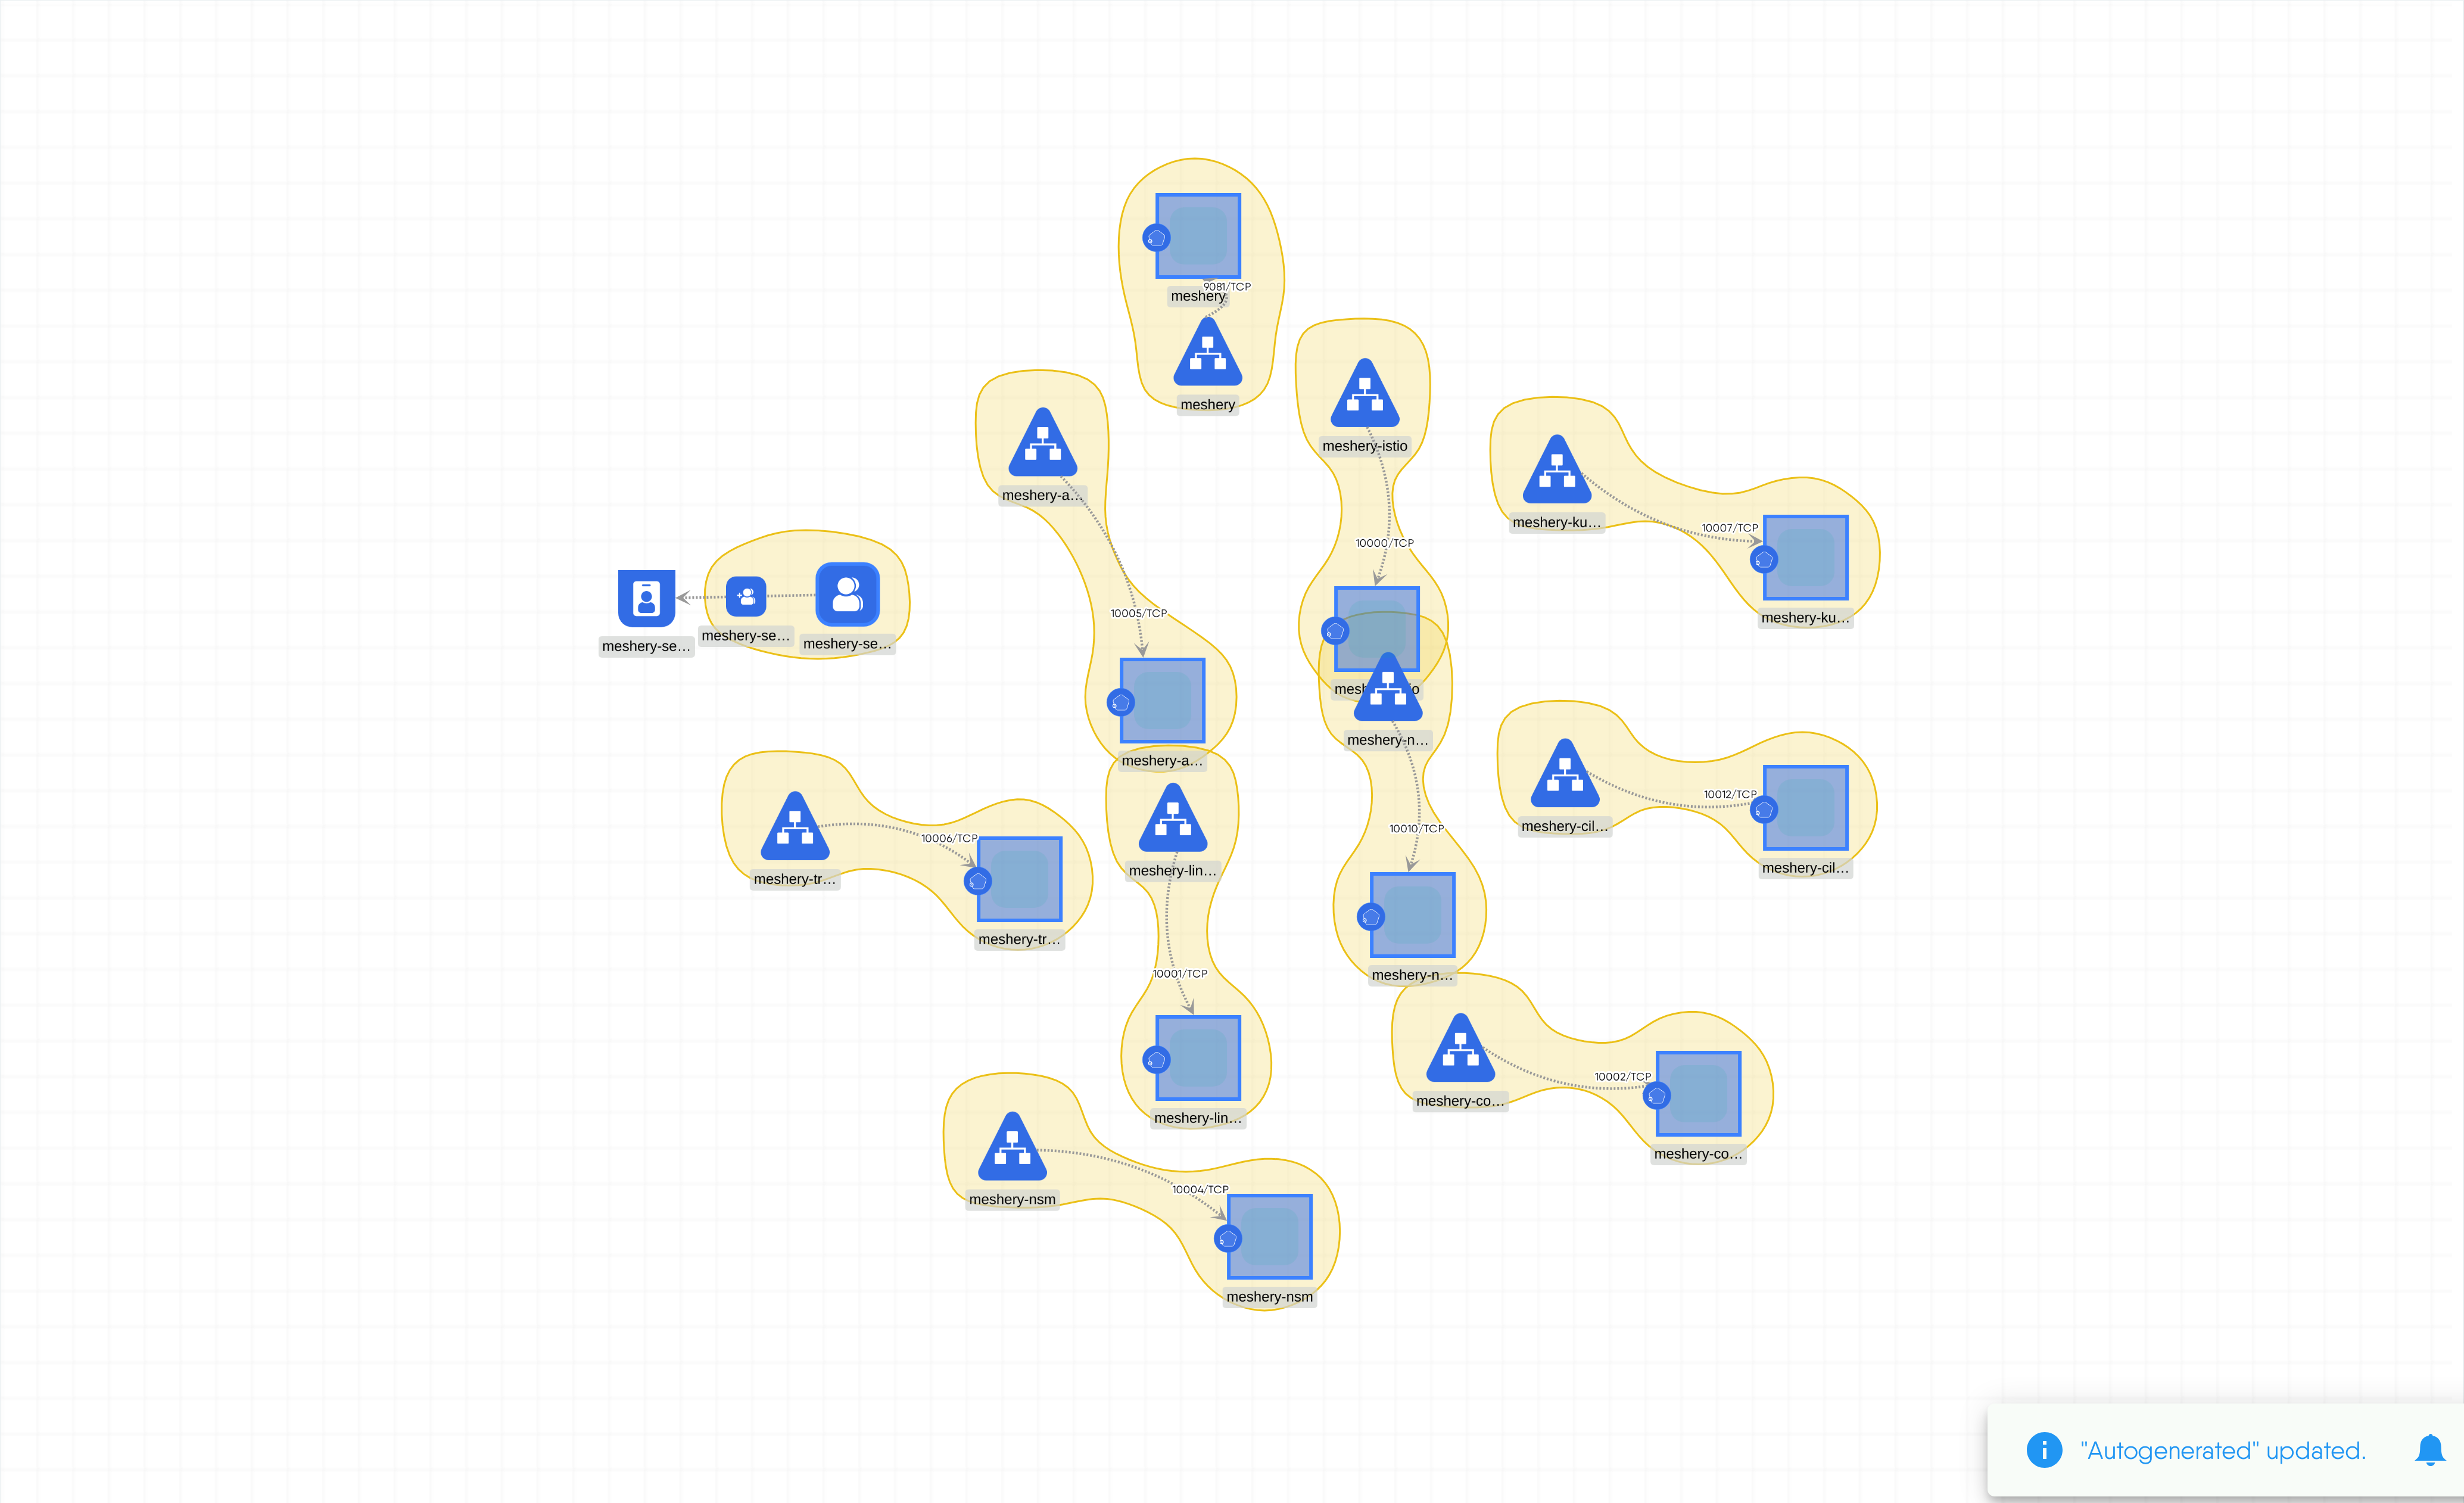 9081/TCP
meshery
meshery
meshery-istio
meshery-a...
meshery-ku...
10007/TCP
10000/TCP
meshery-ku...
10005/TCP
meshery-se...
meshery-se...
meshery-se...
meshery-n...
meshery-a...
10012/TCP
meshery-cil...
10010/TCP
meshery-cil...
10006/TCP
meshery-tr...
meshery-lin...
meshery-tr...
10001/TCP
meshery-n...
10002/TCP
meshery-co...
meshery-lin...
meshery-co...
10004/TCP
meshery-nsm
meshery-nsm
"Autogenerated" updated.